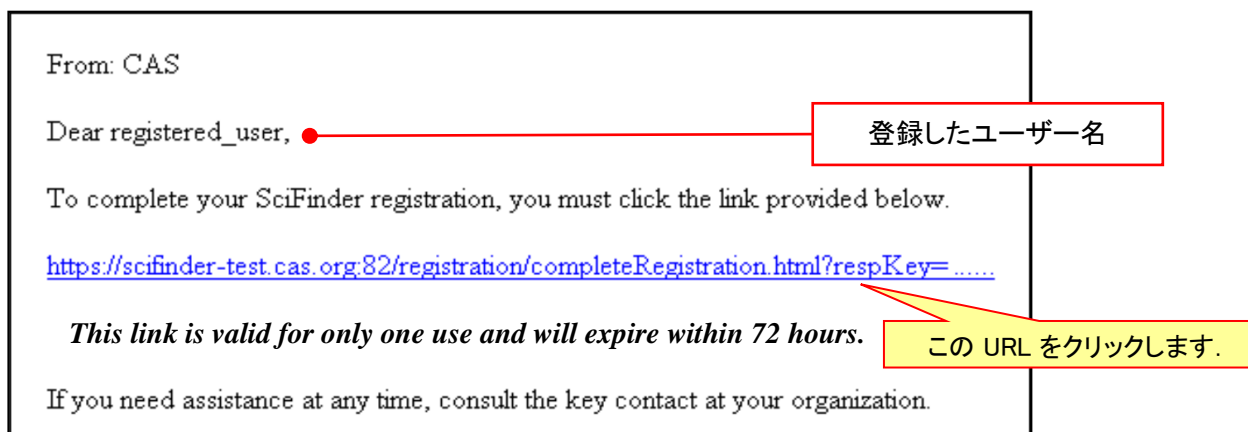 From: CAS
Dear registered_user,
登録したユーザー名
To complete your SciFinder registration, you must click the link provided below.
https://scifinder-test.cas.org:82/registration/completeRegistration.html?respKey=......
This link is valid for only one use and will expire within 72 hours.
この URL をクリックします.
If you need assistance at any time, consult the key contact at your organization.